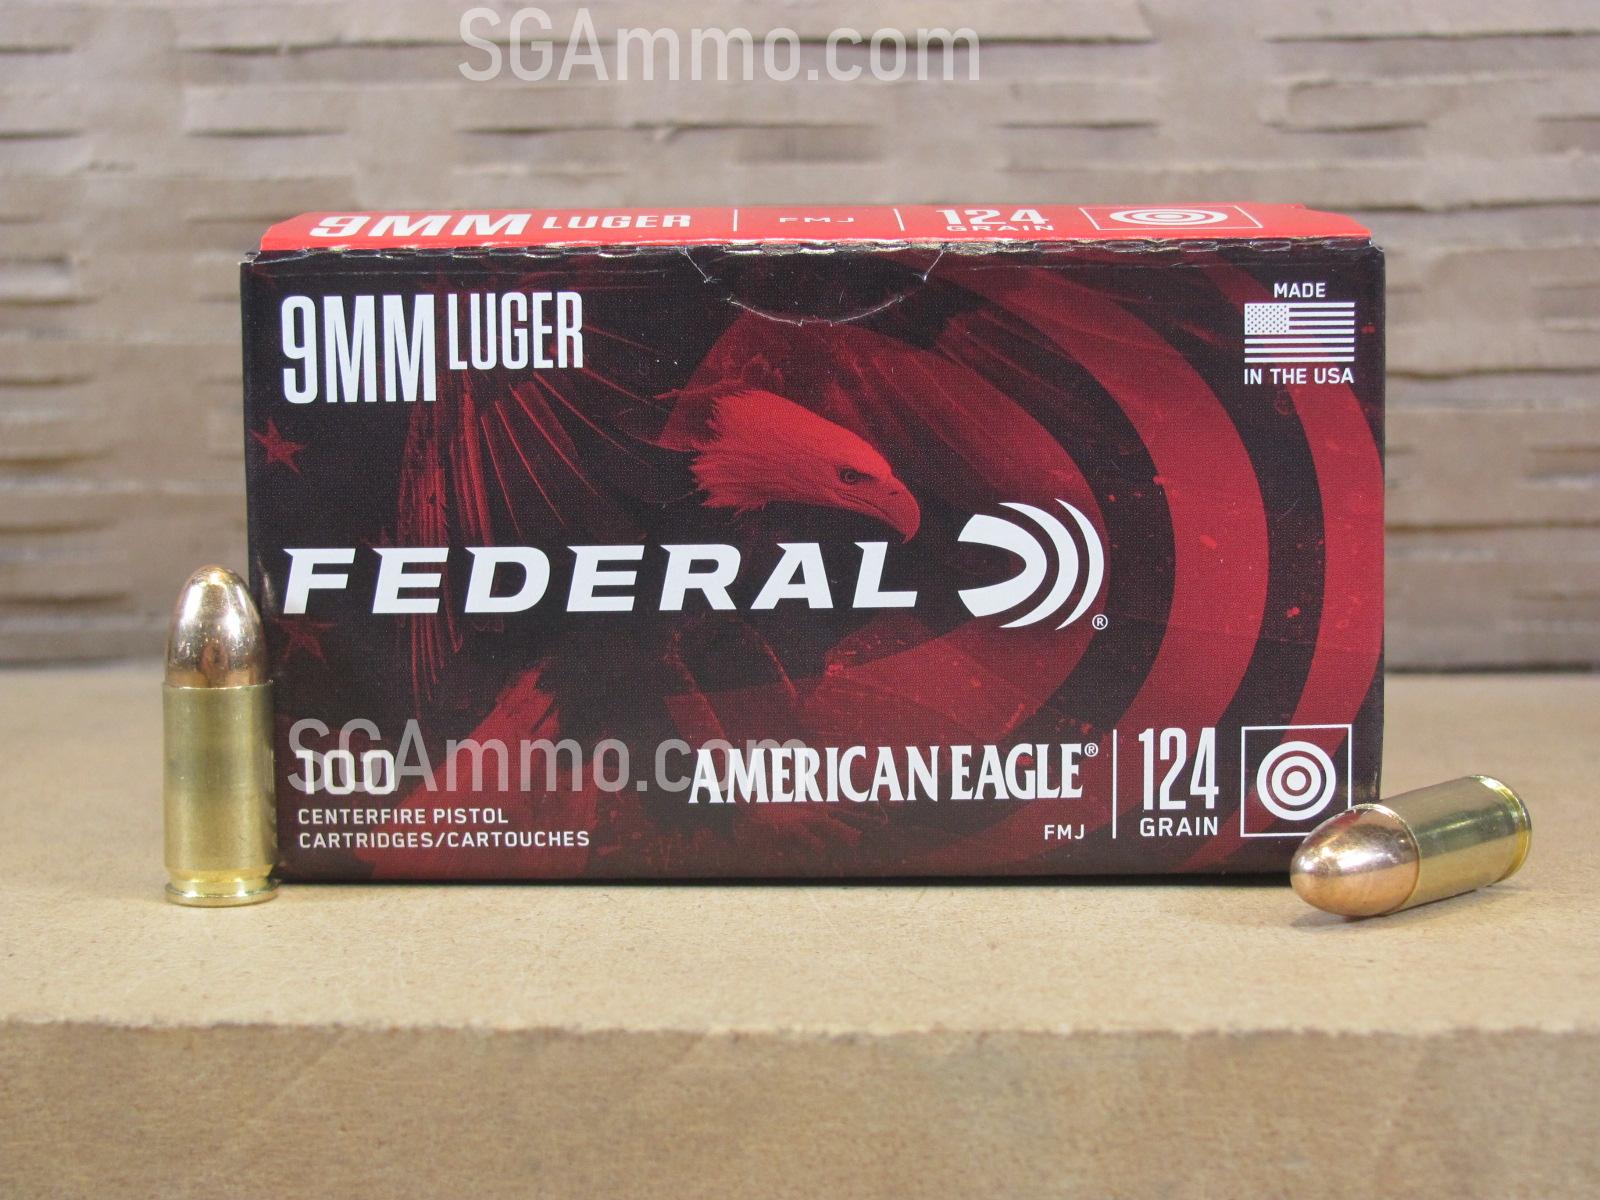 SGAmmo.com
9MM LUGER FMJ 124 GRAIN
9MM LUGER
MADE IN THE USA
FEDERAL ®
SGAmmo.com
100
CENTERFIRE PISTOL
CARTRIDGES/CARTOUCHES
AMERICAN EAGLE®
FMJ
124
GRAIN